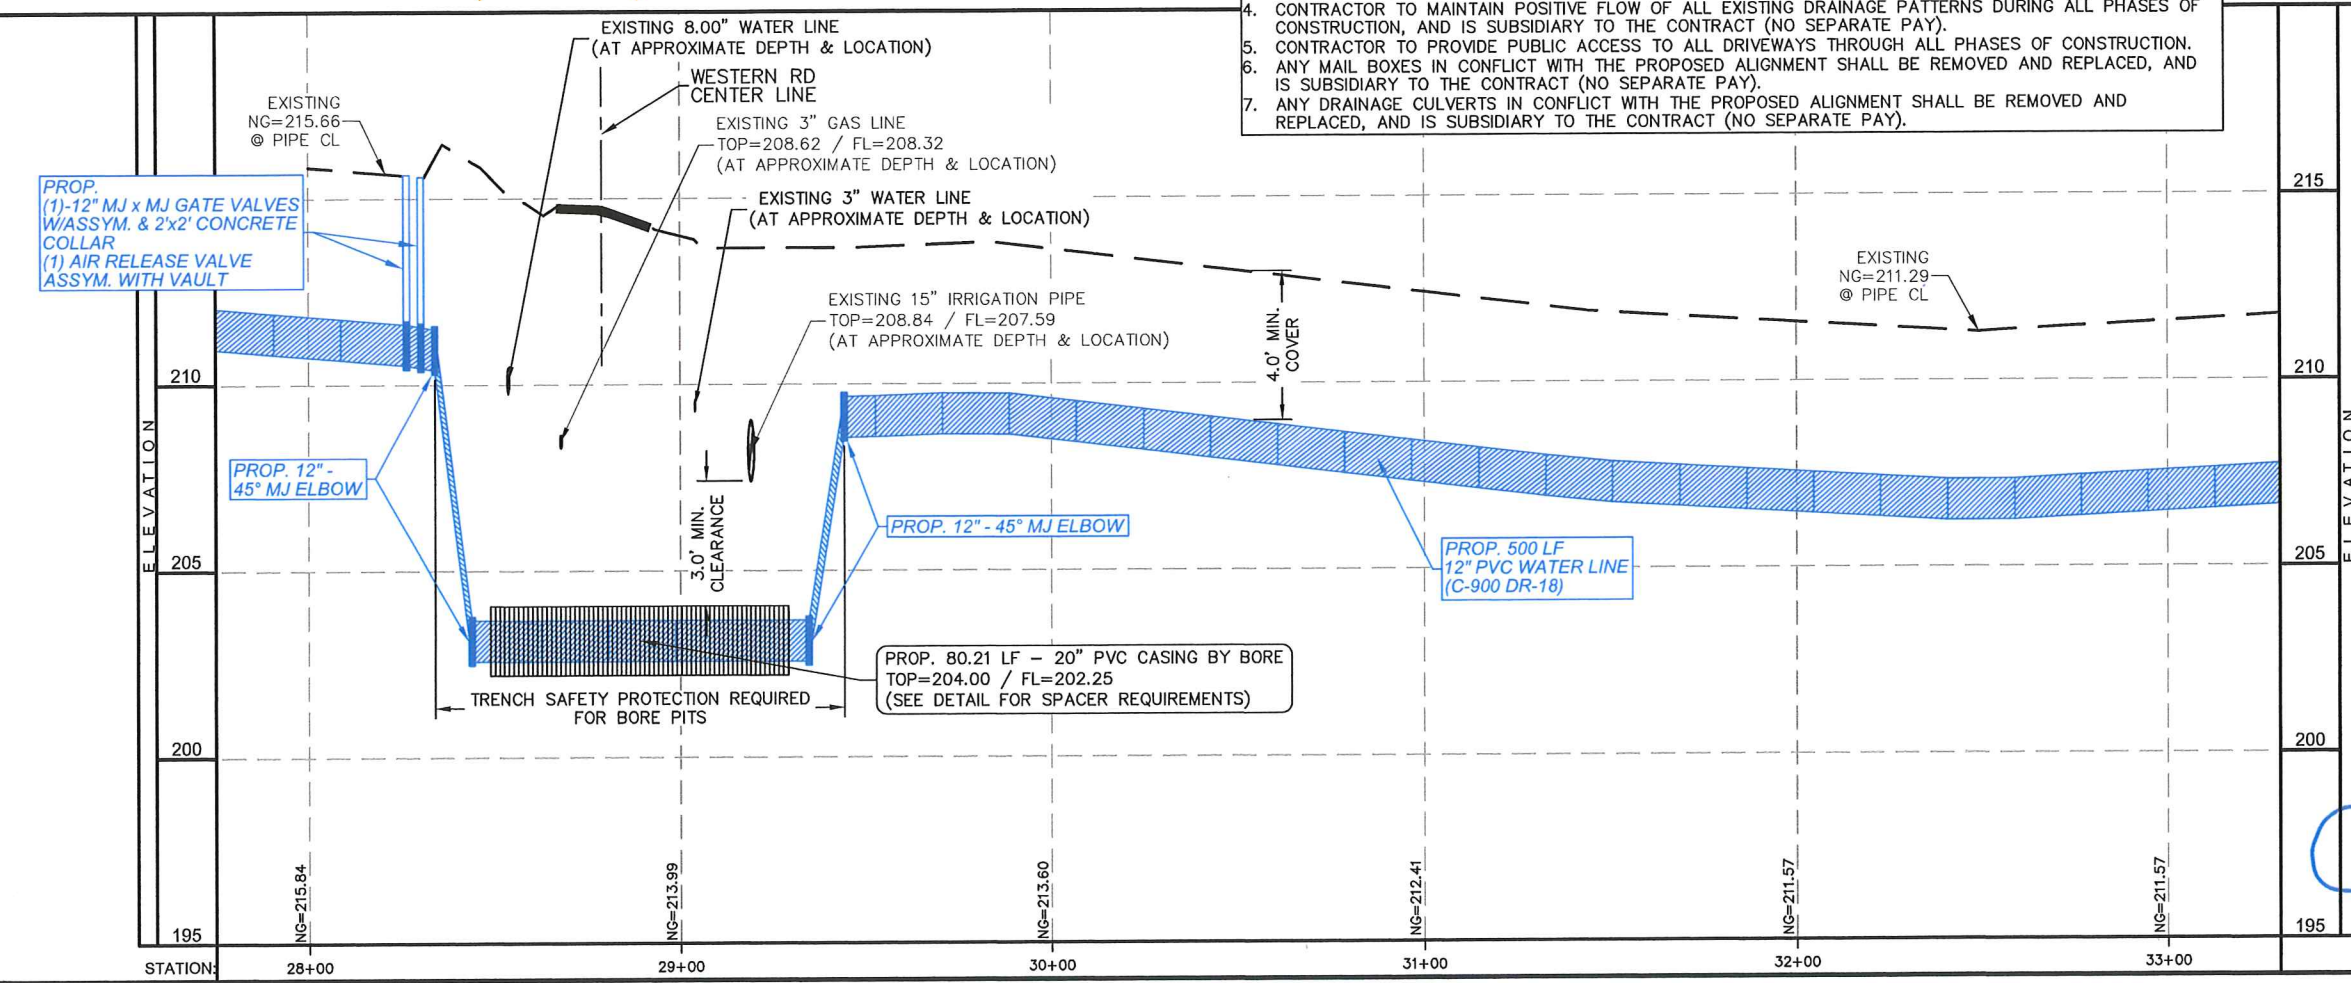 4. CONTRACTOR TO MAINTAIN POSITIVE FLOW OF ALL EXISTING DRAINAGE PATTERNS DURING ALL PHASES OF
CONSTRUCTION, AND IS SUBSIDIARY TO THE CONTRACT (NO SEPARATE PAY).
5. CONTRACTOR TO PROVIDE PUBLIC ACCESS TO ALL DRIVEWAYS THROUGH ALL PHASES OF CONSTRUCTION.
6. ANY MAIL BOXES IN CONFLICT WITH THE PROPOSED ALIGNMENT SHALL BE REMOVED AND REPLACED, AND
IS SUBSIDIARY TO THE CONTRACT (NO SEPARATE PAY).
7. ANY DRAINAGE CULVERTS IN CONFLICT WITH THE PROPOSED ALIGNMENT SHALL BE REMOVED AND
REPLACED, AND IS SUBSIDIARY TO THE CONTRACT (NO SEPARATE PAY).
EXISTING 8.00" WATER LINE
(AT APPROXIMATE DEPTH & LOCATION)
WESTERN RD
CENTER LINE
EXISTING
NG=215.66
@ PIPE CL
EXISTING 3" GAS LINE
TOP=208.62 / FL=208.32
(AT APPROXIMATE DEPTH & LOCATION)
PROP.
(1)-12" MJ x MJ GATE VALVES
W/ASSYM. & 2'x2' CONCRETE
COLLAR
(1) AIR RELEASE VALVE
ASSYM. WITH VAULT
EXISTING 3" WATER LINE
(AT APPROXIMATE DEPTH & LOCATION)
215
EXISTING
NG=211.29
@ PIPE CL
EXISTING 15" IRRIGATION PIPE
TOP=208.84 / FL=207.59
(AT APPROXIMATE DEPTH & LOCATION)
4.0' MIN.
COVER
210
210
ELEVATION
ELEVATION
PROP. 12" -
45° MJ ELBOW
3.0' MIN.
CLEARANCE
PROP. 12" - 45° MJ ELBOW
PROP. 500 LF
12" PVC WATER LINE
(C-900 DR-18)
205
205
PROP. 80.21 LF - 20" PVC CASING BY BORE
TOP=204.00 / FL=202.25
(SEE DETAIL FOR SPACER REQUIREMENTS)
TRENCH SAFETY PROTECTION REQUIRED
FOR BORE PITS
200
200
NG=215.84
NG=213.99
NG=213.60
NG=212.41
NG=211.57
NG=211.57
195
195
STATION:
28+00
29+00
30+00
31+00
32+00
33+00